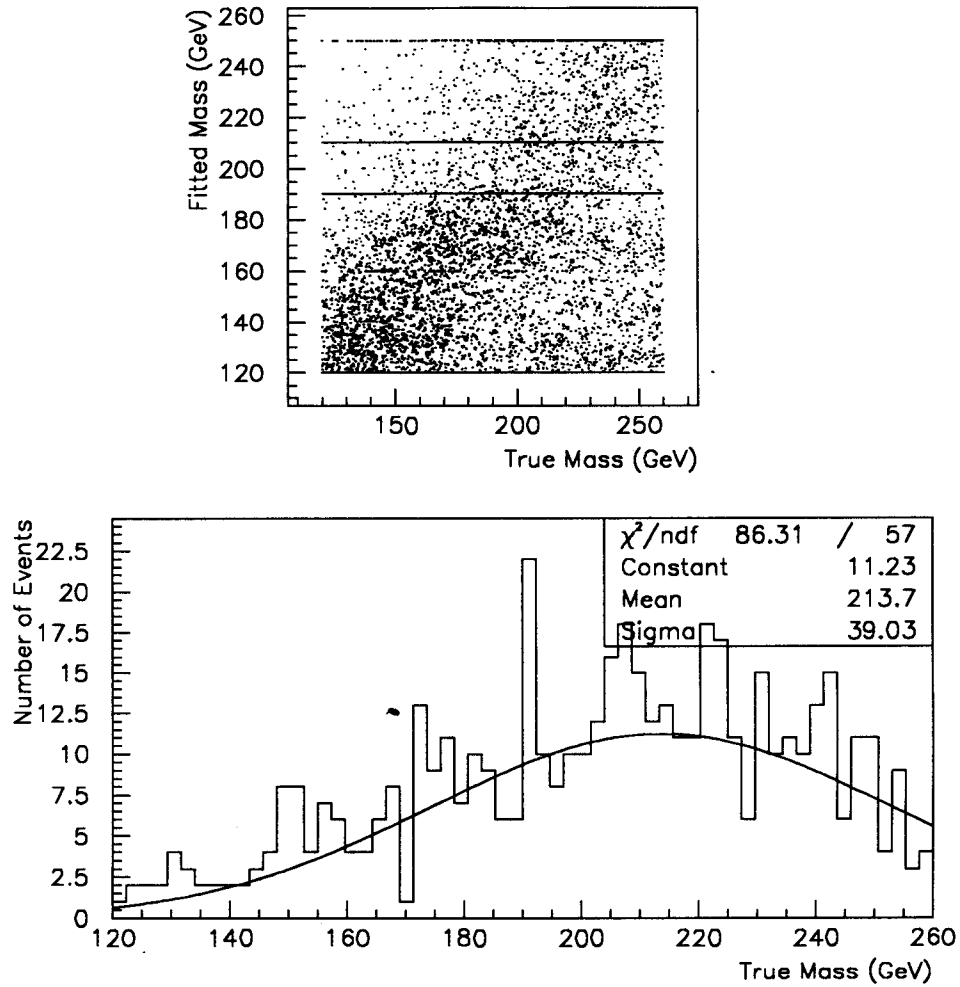 260
240
220
200
180
160
140
120
Fitted Mass (GeV)
150 200 250
True Mass (GeV)
22.5
20
17.5
15
12.5
10
7.5
5
2.5
0
Number of Events
χ²/ndf 86.31 / 57
Constant 11.23
Mean 213.7
Sigma 39.03
120 140 160 180 200 220 240 260
True Mass (GeV)